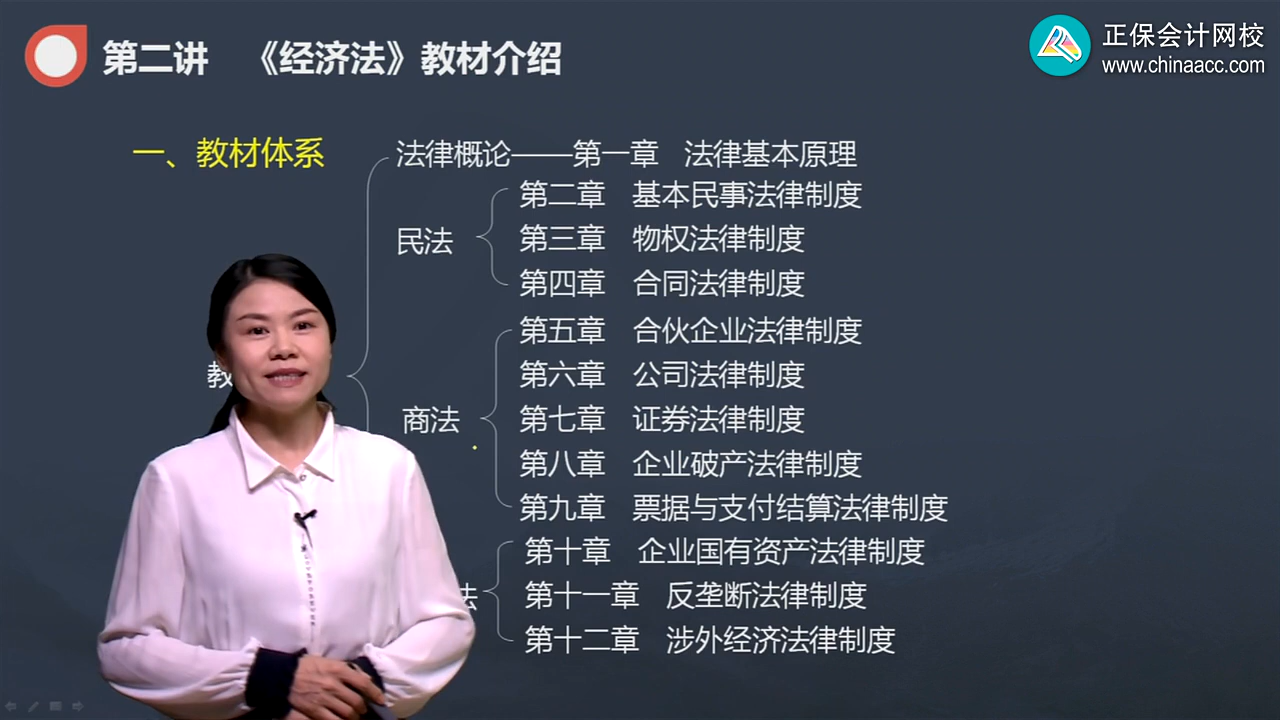 第二讲 《经济法》教材介绍
正保会计网校
www.chinaacc.com
一、教材体系
法律概论——第一章 法律基本原理
民法
第二章 基本民事法律制度
第三章 物权法律制度
第四章 合同法律制度
教
商法
第五章 合伙企业法律制度
第六章 公司法律制度
第七章 证券法律制度
第八章 企业破产法律制度
第九章 票据与支付结算法律制度
法
第十章 企业国有资产法律制度
第十一章 反垄断法律制度
第十二章 涉外经济法律制度